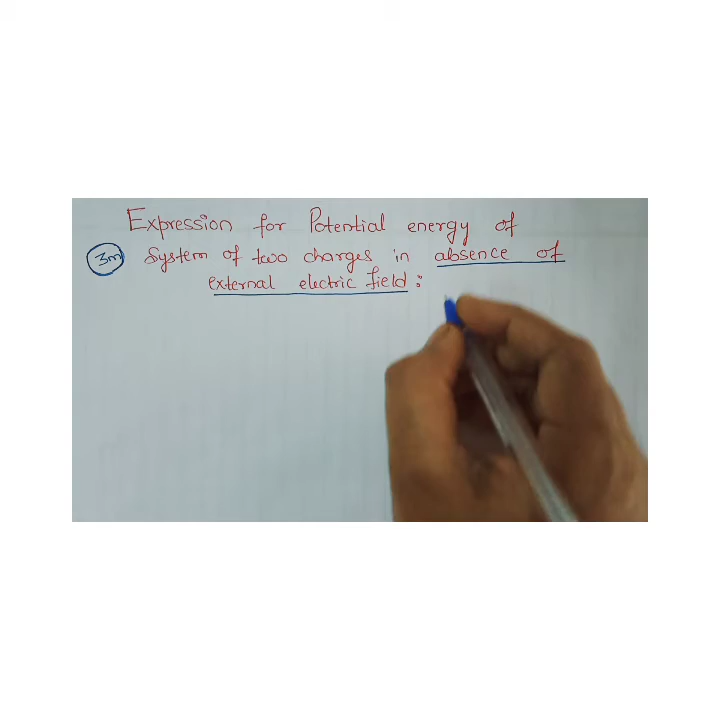 Expression for Potential energy of
3m System of two charges in absence of
external electric field :